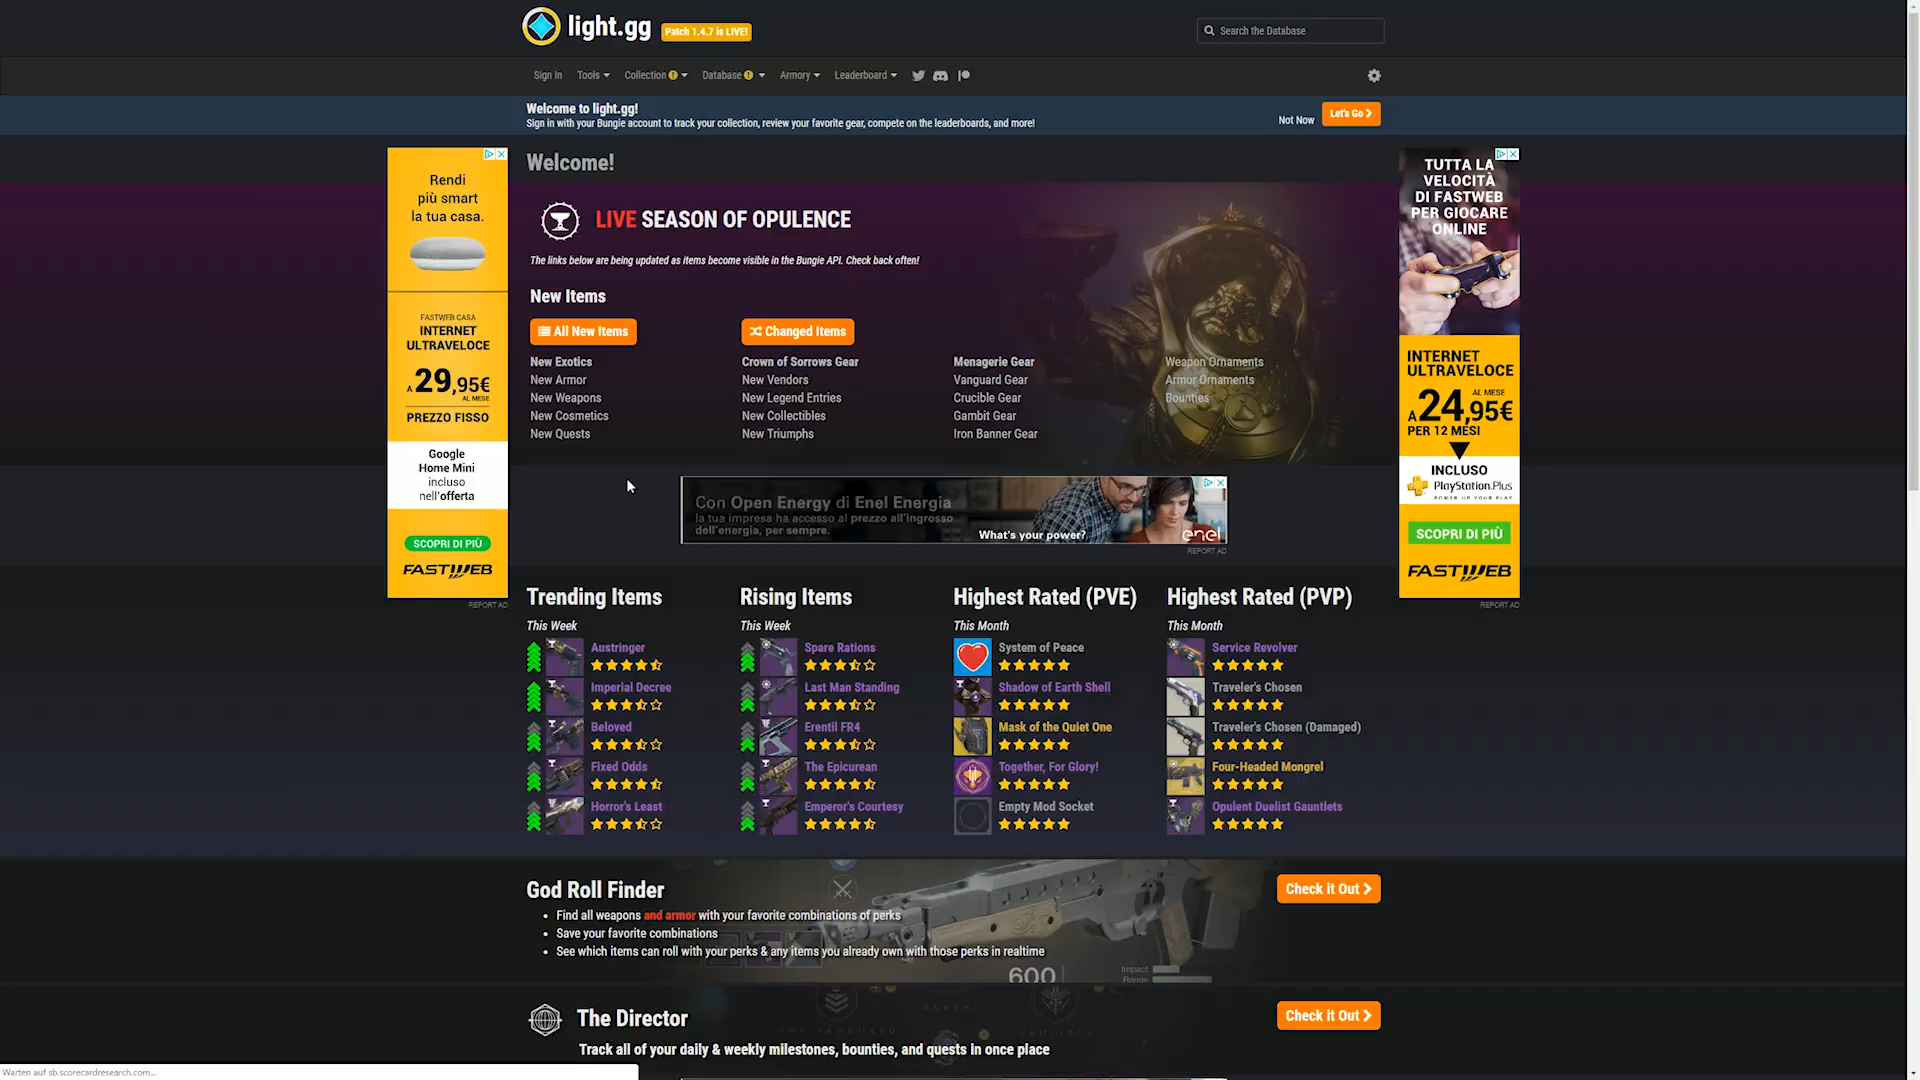 light.gg
Patch 1.4.7 is LIVE!
Search the Database
Sign In
Tools
Collection
Database
Armory
Leaderboard
Welcome to light.gg!
Sign in with your Bungie account to track your collection, review your favorite gear, compete on the leaderboards, and more!
Not Now
Let's Go
Welcome!
LIVE SEASON OF OPULENCE
The links below are being updated as items become visible in the Bungie API. Check back often!
New Items
All New Items
Changed Items
New Exotics
New Armor
New Weapons
New Cosmetics
New Quests
Crown of Sorrows Gear
New Vendors
New Legend Entries
New Collectibles
New Triumphs
Menagerie Gear
Vanguard Gear
Crucible Gear
Gambit Gear
Iron Banner Gear
Weapon Ornaments
Armor Ornaments
Bounties
Rendi
più smart
la tua casa.
FASTWEB CASA
INTERNET
ULTRAVELOCE
A 29,95€
AL MESE
PREZZO FISSO
Google
Home Mini
incluso
nell'offerta
SCOPRI DI PIÙ
FASTWEB
REPORT AD
TUTTA LA
VELOCITÀ
DI FASTWEB
PER GIOCARE
ONLINE
INTERNET
ULTRAVELOCE
AL MESE
A 24,95€
PER 12 MESI
INCLUSO
PlayStation.Plus
POWER UP YOUR PLAY
SCOPRI DI PIÙ
FASTWEB
REPORT AD
Con Open Energy di Enel Energia
la tua impresa ha accesso al prezzo all'ingrosso
dell'energia, per sempre.
What's your power?
enel
REPORT AD
Trending Items
This Week
Austringer
Imperial Decree
Beloved
Fixed Odds
Horror's Least
Rising Items
This Week
Spare Rations
Last Man Standing
Erentil FR4
The Epicurean
Emperor's Courtesy
Highest Rated (PVE)
This Month
System of Peace
Shadow of Earth Shell
Mask of the Quiet One
Together, For Glory!
Empty Mod Socket
Highest Rated (PVP)
This Month
Service Revolver
Traveler's Chosen
Traveler's Chosen (Damaged)
Four-Headed Mongrel
Opulent Duelist Gauntlets
God Roll Finder
Check it Out
Find all weapons and armor with your favorite combinations of perks
Save your favorite combinations
See which items can roll with your perks & any items you already own with those perks in realtime
600
Impact
Range
The Director
Check it Out
EARTH
THE VANGUARD
CRUCIBLE
Track all of your daily & weekly milestones, bounties, and quests in once place
Warten auf sb.scorecardresearch.com...